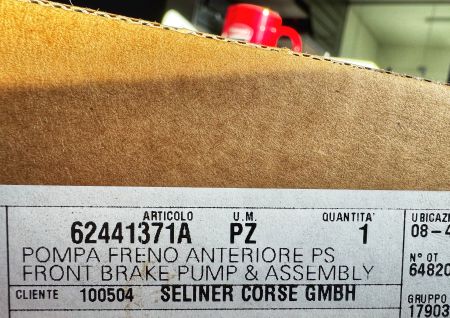 ARTICOLO U.M. QUANTITA' UBICAZI
62441371A PZ 1 08-4
POMPA FRENO ANTERIORE PS
FRONT BRAKE PUMP & ASSEMBLY
N° OT
64820
CLIENTE 100504 SELINER CORSE GMBH
GRUPPO
17903